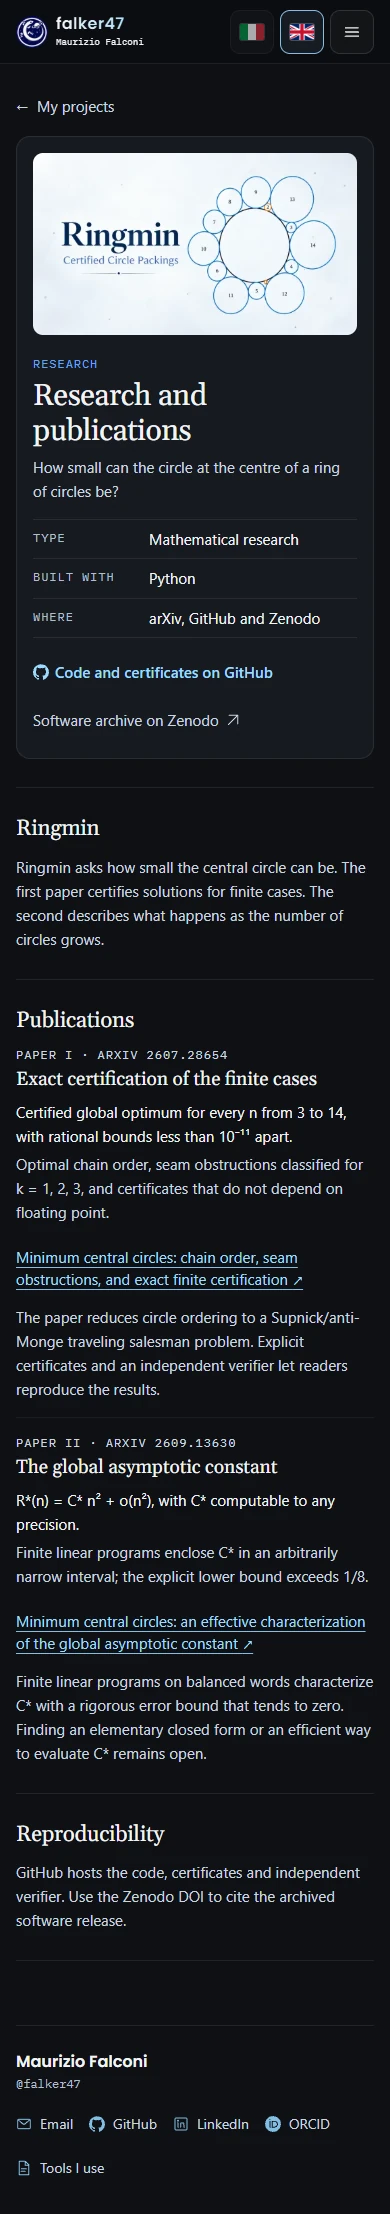 falker47
Maurizio Falconi
← My projects
Ringmin
Certified Circle Packings
9
13
8
7
3
10
14
6
4
11
5
12
RESEARCH
Research and
publications
How small can the circle at the centre of a ring
of circles be?
TYPE Mathematical research
BUILT WITH Python
WHERE arXiv, GitHub and Zenodo
Code and certificates on GitHub
Software archive on Zenodo ↗
Ringmin
Ringmin asks how small the central circle can be. The
first paper certifies solutions for finite cases. The
second describes what happens as the number of
circles grows.
Publications
PAPER I · ARXIV 2607.28654
Exact certification of the finite cases
Certified global optimum for every n from 3 to 14,
with rational bounds less than 10⁻¹¹ apart.
Optimal chain order, seam obstructions classified for
k = 1, 2, 3, and certificates that do not depend on
floating point.
Minimum central circles: chain order, seam
obstructions, and exact finite certification ↗
The paper reduces circle ordering to a Supnick/anti-
Monge traveling salesman problem. Explicit
certificates and an independent verifier let readers
reproduce the results.
PAPER II · ARXIV 2609.13630
The global asymptotic constant
R*(n) = C* n² + o(n²), with C* computable to any
precision.
Finite linear programs enclose C* in an arbitrarily
narrow interval; the explicit lower bound exceeds 1/8.
Minimum central circles: an effective characterization
of the global asymptotic constant ↗
Finite linear programs on balanced words characterize
C* with a rigorous error bound that tends to zero.
Finding an elementary closed form or an efficient way
to evaluate C* remains open.
Reproducibility
GitHub hosts the code, certificates and independent
verifier. Use the Zenodo DOI to cite the archived
software release.
Maurizio Falconi
@falker47
Email GitHub LinkedIn ORCID
Tools I use